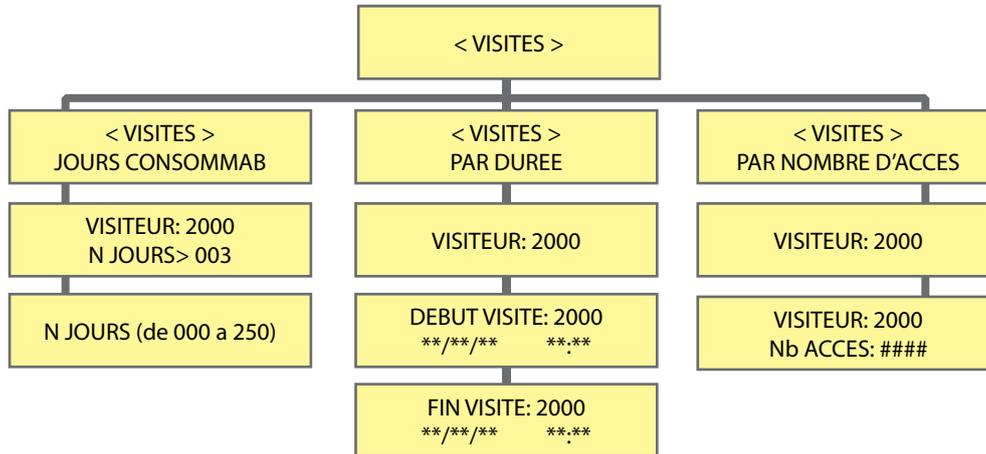 < VISITES >
< VISITES >
JOURS CONSOMMAB
VISITEUR: 2000
N JOURS> 003
N JOURS (de 000 a 250)
< VISITES >
PAR DUREE
VISITEUR: 2000
DEBUT VISITE: 2000
**/**/** **:**
FIN VISITE: 2000
**/**/** **:**
< VISITES >
PAR NOMBRE D'ACCES
VISITEUR: 2000
VISITEUR: 2000
Nb ACCES: ####